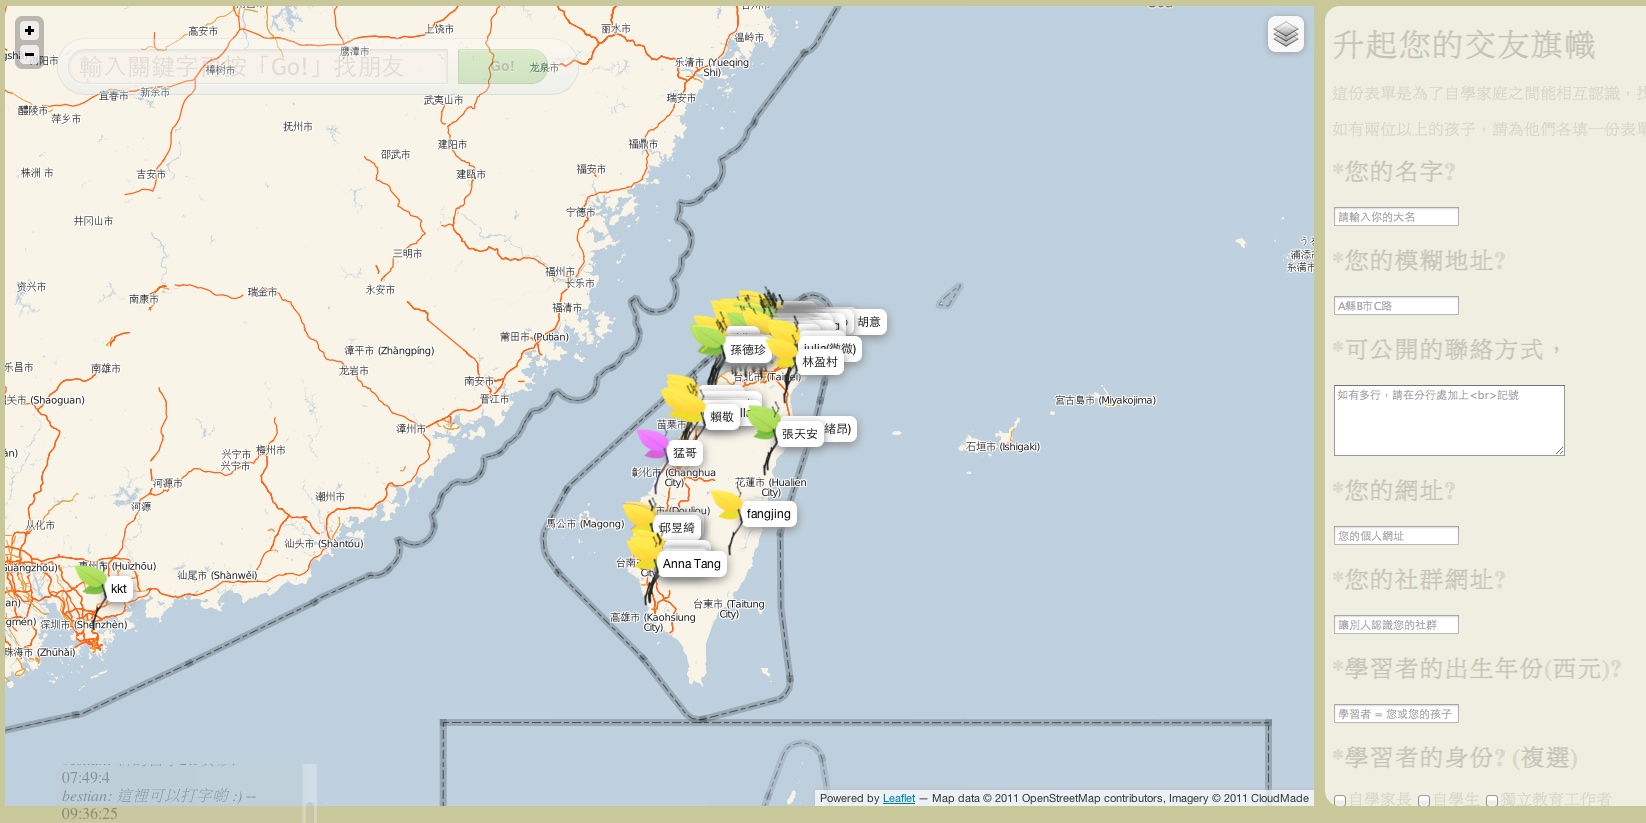 +
-
輸入關鍵字再按「Go!」找朋友
Go!
高安市
上饶市
丽水市
温岭市
鹰潭市
樟树市
龙泉市
乐清市 (Yueqing Shi)
宜春市
新余市
武夷山市
瑞安市
醴陵市
萍乡市
抚州市
建阳市
福鼎市
邵武市
株洲 市
吉安市
建瓯市
福安市
井冈山市
宁德市
三明市
福州市
长乐市
资兴市
南康市
瑞金市
永安市
福清市
莆田市 (Putian)
漳平市 (Zhāngpíng)
乐昌市
南雄市
龙岩市
南安市
晋江市
(Shaoguan)
漳州市
兴宁市
兴宁市
梅州市
河源市
河源
潮州市
从化市
汕头市 (Shàntóu)
惠州市 (Huizhōu)
汕尾市 (Shànwěi)
深圳市 (Shēnzhèn)
珠海市 (Zhūhǎi)
kkt
胡意
孫德珍
julia(微微)
林盈村
台北市 (Taipei)
賴敬
苗栗市
張天安
緒昂)
猛哥
彰化市 (Changhua City)
花蓮市 (Hualien City)
馬公市 (Magong)
(Douliou)
邱昱綺
fangjing
Anna Tang
台東市 (Taitung City)
高雄市 (Kaohsiung City)
宮古島市 (Miyakojima)
石垣市 (Ishigaki)
糸満市
07:49:4
bestian: 這裡可以打字喲 :) --
09:36:25
Powered by Leaflet — Map data © 2011 OpenStreetMap contributors, Imagery © 2011 CloudMade
升起您的交友旗幟
這份表單是為了自學家庭之間能相互認識，
如有兩位以上的孩子，請為他們各填一份表單
*您的名字?
請輸入你的大名
*您的模糊地址?
A縣B市C路
*可公開的聯絡方式，
如有多行，請在分行處加上<br>記號
*您的網址?
您的個人網址
*您的社群網址?
讓別人認識您的社群
*學習者的出生年份(西元)?
學習者 = 您或您的孩子
*學習者的身份? (複選)
自學家長 自學生 獨立教育工作者